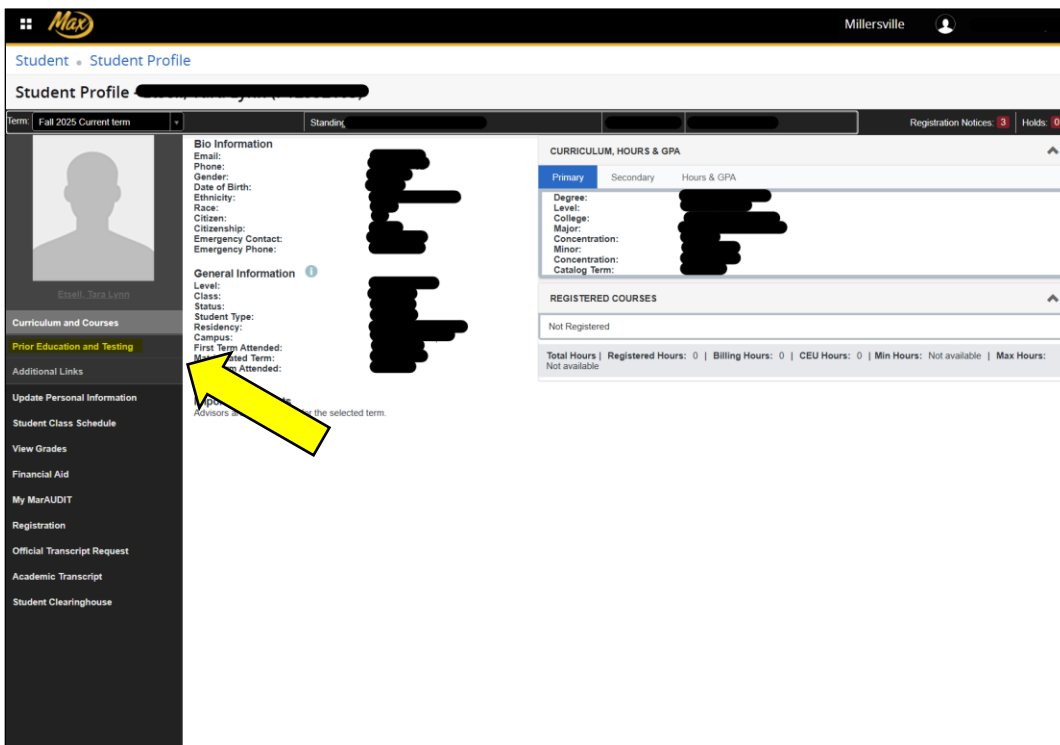 Max
Millersville
Student • Student Profile
Student Profile -
Term: Fall 2025 Current term
Standing
Registration Notices: 3 Holds: 0
Etsell, Tara Lynn
Curriculum and Courses
Prior Education and Testing
Additional Links
Update Personal Information
Student Class Schedule
View Grades
Financial Aid
My MarAUDIT
Registration
Official Transcript Request
Academic Transcript
Student Clearinghouse
Bio Information
Email:
Phone:
Gender:
Date of Birth:
Ethnicity:
Race:
Citizen:
Citizenship:
Emergency Contact:
Emergency Phone:
General Information
Level:
Class:
Status:
Student Type:
Residency:
Campus:
First Term Attended:
Term:
Attended:
Advisors the selected term.
CURRICULUM, HOURS & GPA
Primary Secondary Hours & GPA
Degree:
Level:
College:
Major:
Concentration:
Minor:
Concentration:
Catalog Term:
REGISTERED COURSES
Not Registered
Total Hours | Registered Hours: 0 | Billing Hours: 0 | CEU Hours: 0 | Min Hours: Not available | Max Hours:
Not available